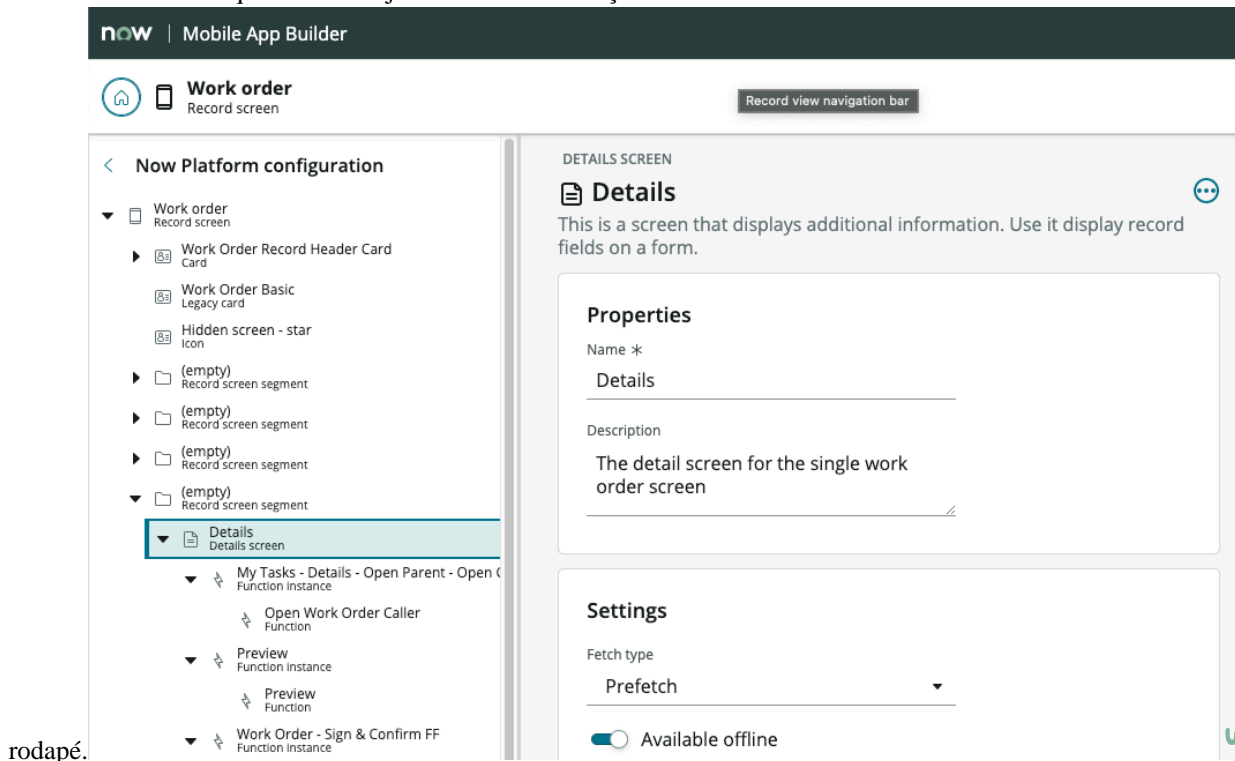 now | Mobile App Builder
Work order
Record screen
Record view navigation bar
Now Platform configuration
Work order
Record screen
Work Order Record Header Card
Card
Work Order Basic
Legacy card
Hidden screen - star
Icon
(empty)
Record screen segment
(empty)
Record screen segment
(empty)
Record screen segment
(empty)
Record screen segment
Details
Details screen
My Tasks - Details - Open Parent - Open
Function instance
Open Work Order Caller
Function
Preview
Function instance
Preview
Function
Work Order - Sign & Confirm FF
Function instance
DETAILS SCREEN
Details
This is a screen that displays additional information. Use it display record
fields on a form.
Properties
Name *
Details
Description
The detail screen for the single work
order screen
Settings
Fetch type
Prefetch
Available offline
rodapé.